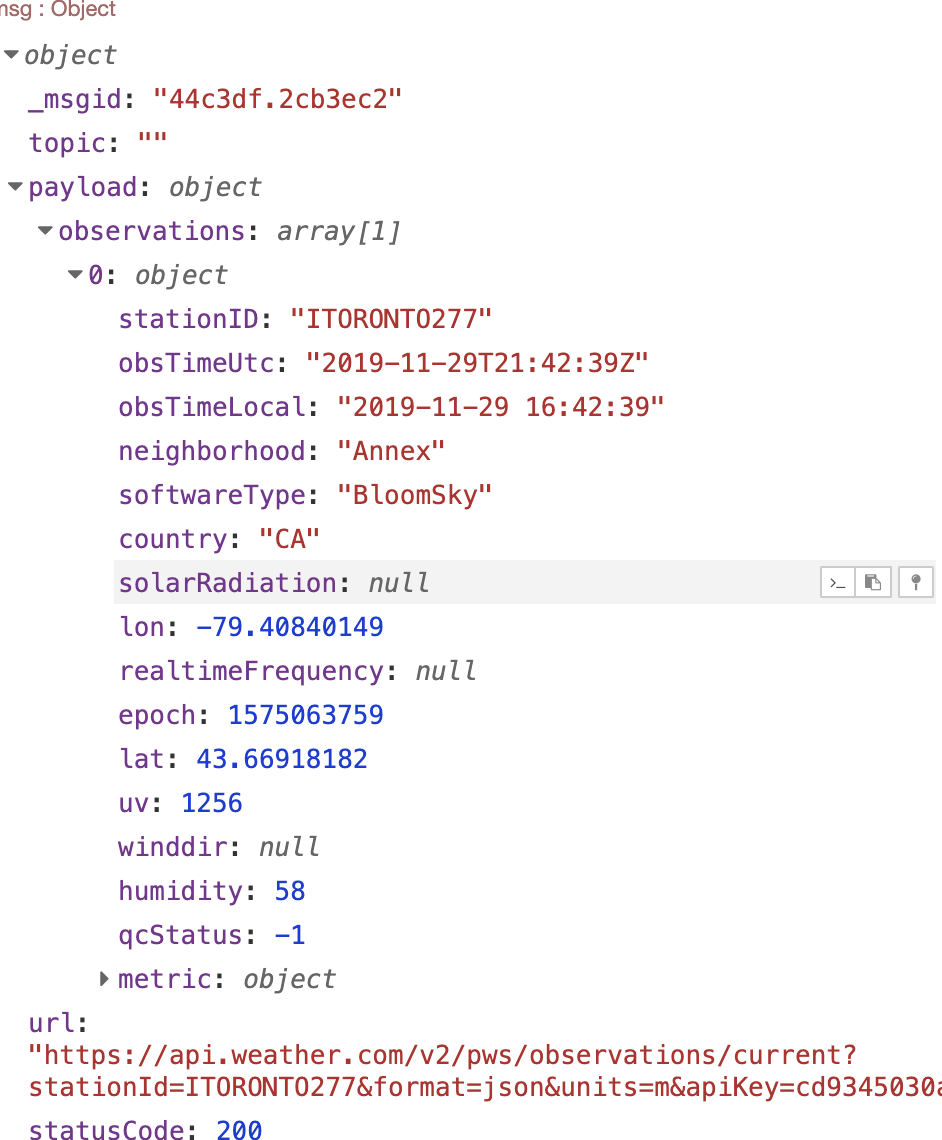 msg : Object
object
_msgid: "44c3df.2cb3ec2"
topic: ""
payload: object
observations: array[1]
0: object
stationID: "ITORONTO277"
obsTimeUtc: "2019-11-29T21:42:39Z"
obsTimeLocal: "2019-11-29 16:42:39"
neighborhood: "Annex"
softwareType: "BloomSky"
country: "CA"
solarRadiation: null
lon: -79.40840149
realtimeFrequency: null
epoch: 1575063759
lat: 43.66918182
uv: 1256
winddir: null
humidity: 58
qcStatus: -1
metric: object
url:
"https://api.weather.com/v2/pws/observations/current?
stationId=ITORONTO277&format=json&units=m&apiKey=cd9345030a
statusCode: 200